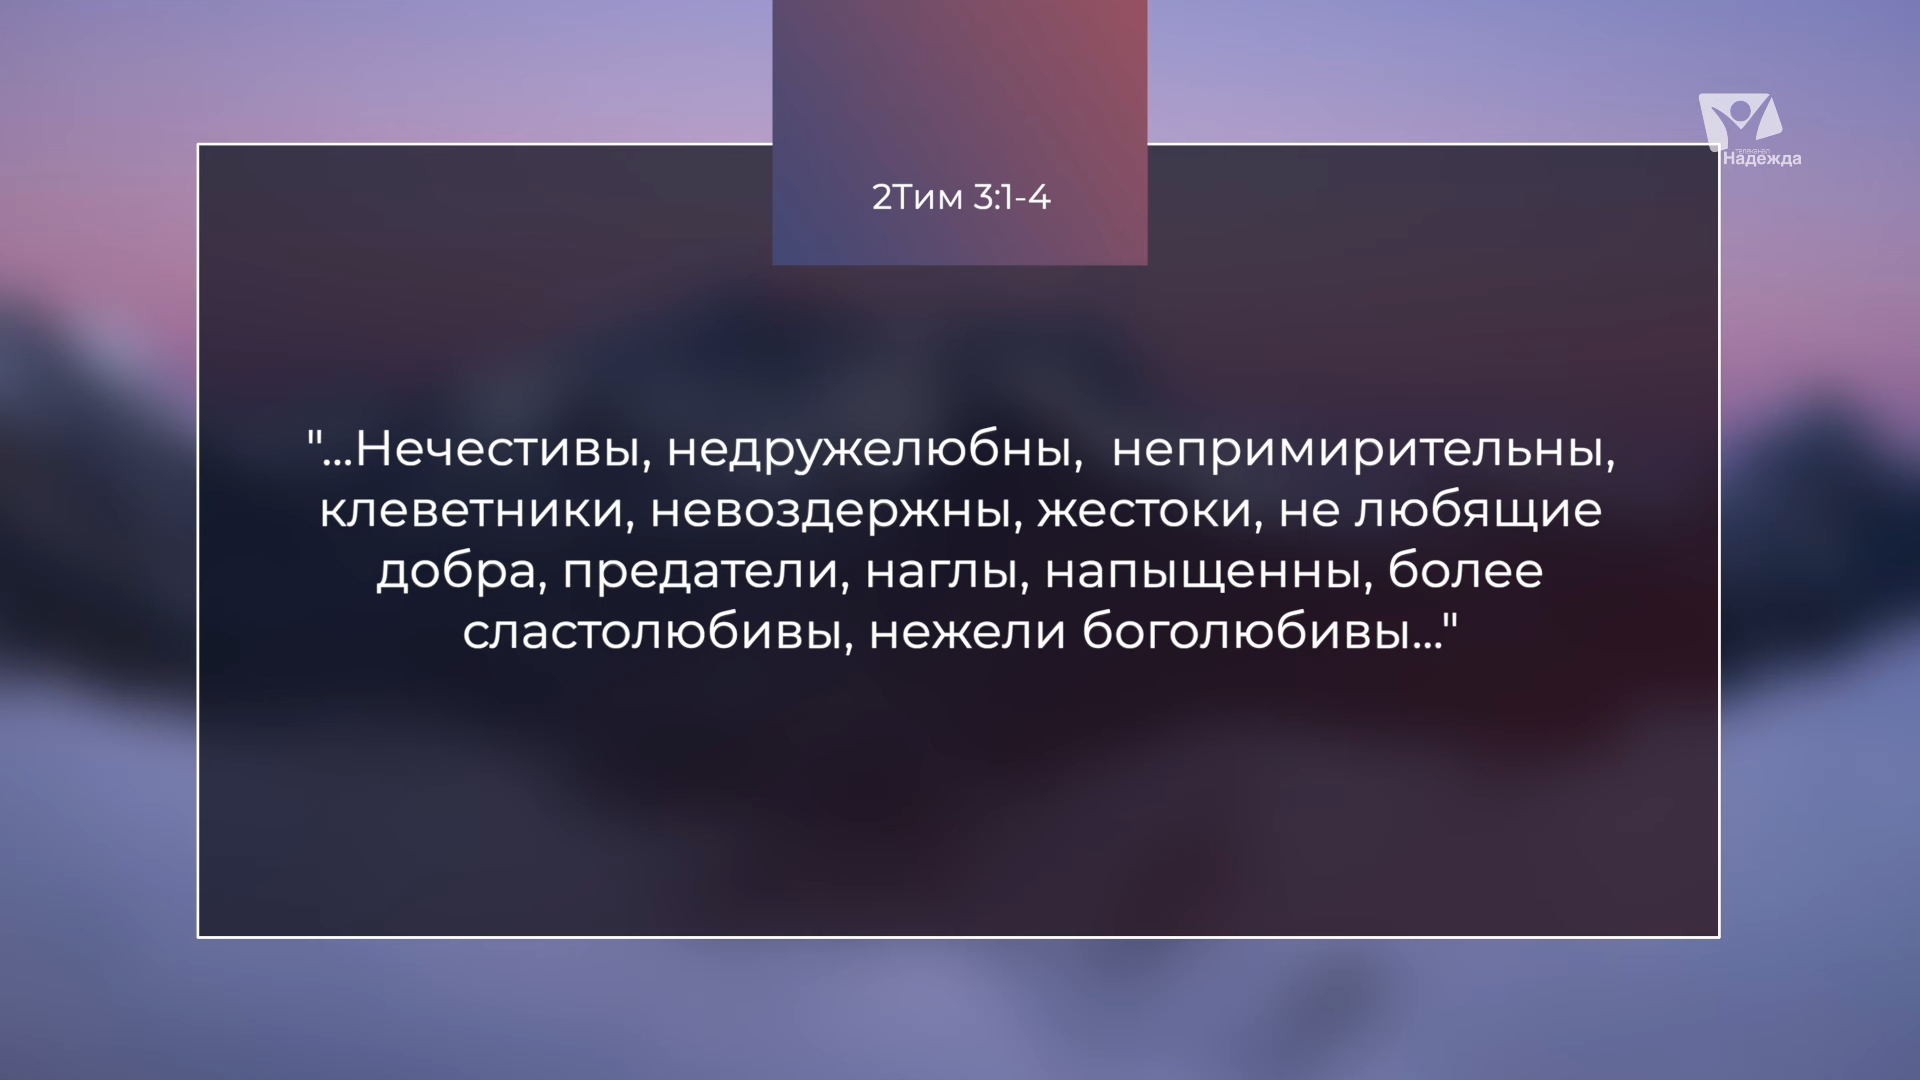 2Тим 3:1-4
телеканал
Надежда
"...Нечестивы, недружелюбны, непримирительны,
клеветники, невоздержны, жестоки, не любящие
добра, предатели, наглы, напыщенны, более
сластолюбивы, нежели боголюбивы..."